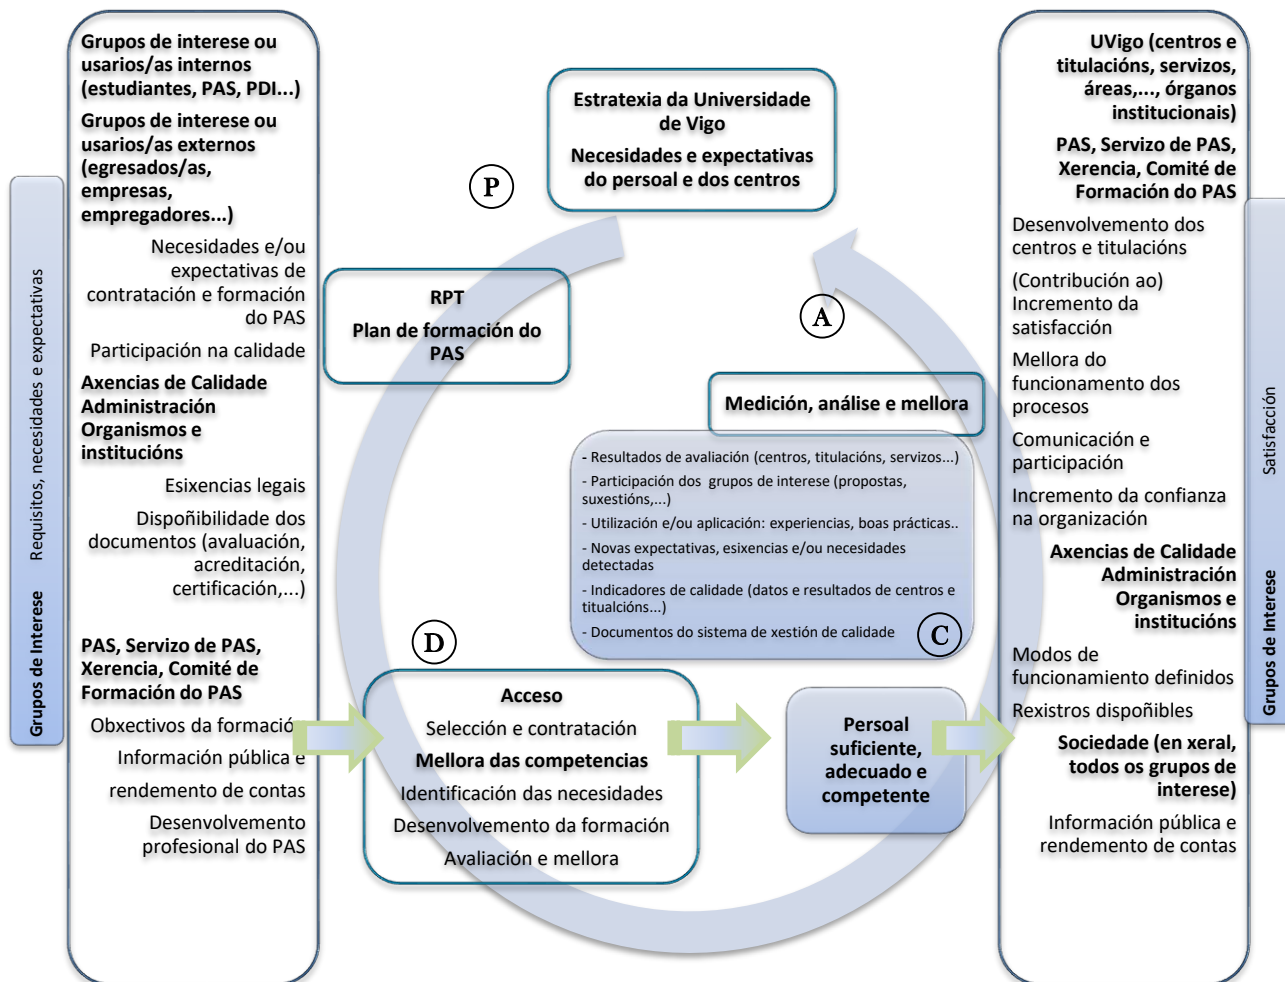 Grupos de interese ou
usarios/as internos
(estudiantes, PAS, PDI...)
Grupos de interese ou
usarios/as externos
(egresados/as,
empresas,
empregadores...)
Necesidades e/ou
expectativas de
contratación e formación
do PAS
Participación na calidade
Axencias de Calidade
Administración
Organismos e
institucións
Esixencias legais
Dispoñibilidade dos
documentos (avaluación,
acreditación,
certificación,...)
PAS, Servizo de PAS,
Xerencia, Comité de
Formación do PAS
Obxectivos da formación
Información pública e
rendemento de contas
Desenvolvemento
profesional do PAS
Grupos de Interese Requisitos, necesidades e expectativas
Estratexia da Universidade
de Vigo
Necesidades e expectativas
do persoal e dos centros
P
RPT
Plan de formación do
PAS
A
Medición, análise e mellora
- Resultados de avaliación (centros, titulacións, servizos...)
- Participación dos grupos de interese (propostas,
suxestións,...)
- Utilización e/ou aplicación: experiencias, boas prácticas..
- Novas expectativas, esixencias e/ou necesidades
detectadas
- Indicadores de calidade (datos e resultados de centros e
titualcións...)
- Documentos do sistema de xestión de calidade
C
D
Acceso
Selección e contratación
Mellora das competencias
Identificación das necesidades
Desenvolvemento da formación
Avaliación e mellora
Persoal
suficiente,
adecuado e
competente
UVigo (centros e
titulacións, servizos,
áreas,..., órganos
institucionais)
PAS, Servizo de PAS,
Xerencia, Comité de
Formación do PAS
Desenvolvemento dos
centros e titulacións
(Contribución ao)
Incremento da
satisfacción
Mellora do
funcionamento dos
procesos
Comunicación e
participación
Incremento da confianza
na organización
Axencias de Calidade
Administración
Organismos e
institucións
Modos de
funcionamiento definidos
Rexistros dispoñibles
Sociedade (en xeral,
todos os grupos de
interese)
Información pública e
rendemento de contas
Grupos de Interese Satisfacción